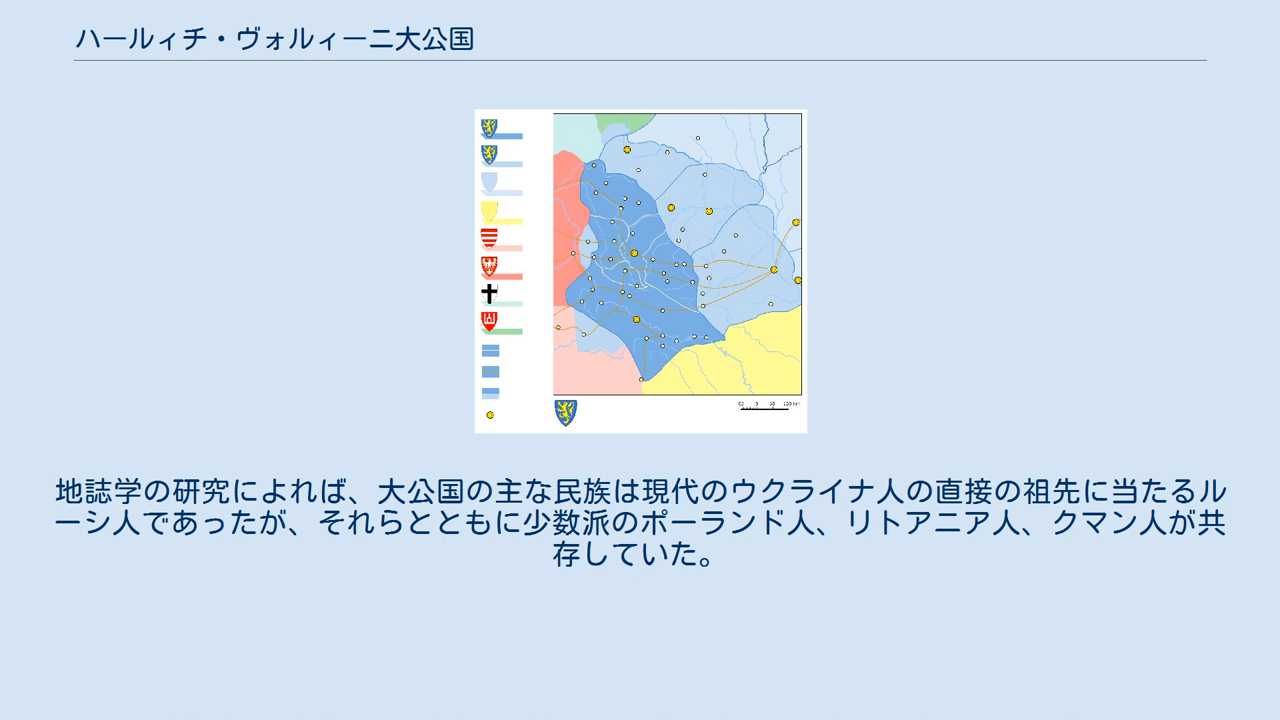 ハールィチ・ヴォルィーニ大公国
地誌学の研究によれば、大公国の主な民族は現代のウクライナ人の直接の祖先に当たるル
ーシ人であったが、それらとともに少数派のポーランド人、リトアニア人、クマン人が共
存していた。